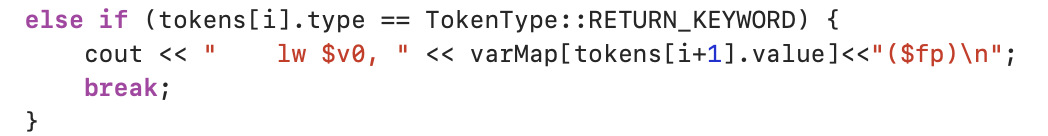 else if (tokens[i].type == TokenType::RETURN_KEYWORD) {
    cout << "    lw $v0, " << varMap[tokens[i+1].value]<<"($fp)\n";
    break;
}